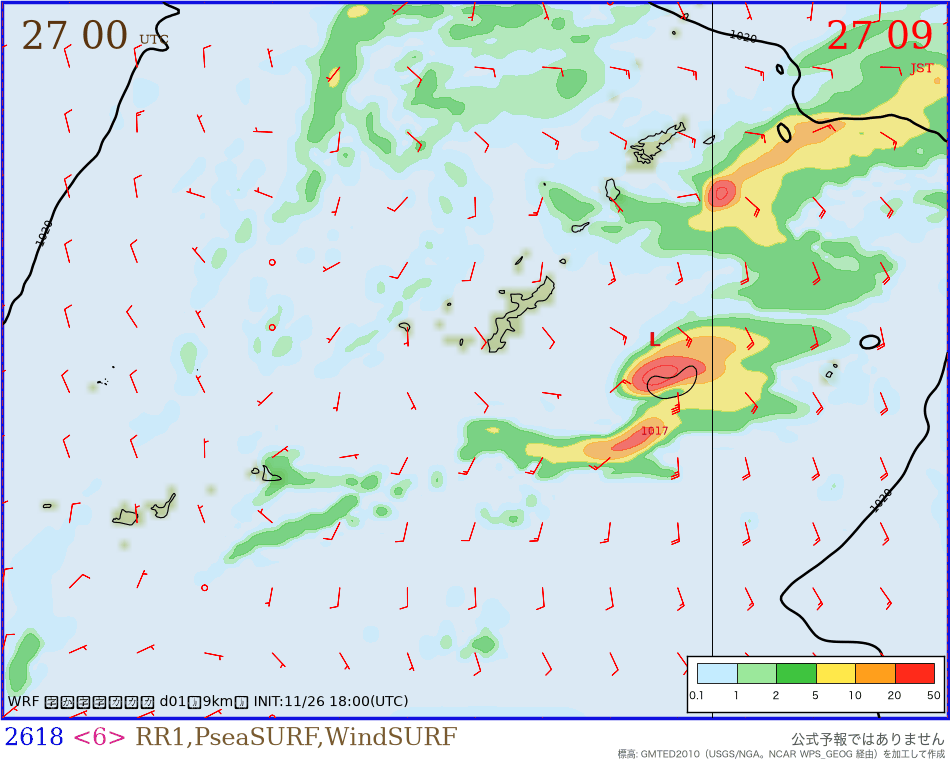 27 00 UTC
27 09
JST
1020
1020
L
1017
1020
WRF d01 9km INIT:11/26 18:00(UTC)
0.1 1 2 5 10 20 50
2618 <6> RR1,PseaSURF,WindSURF
公式予報ではありません
標高: GMTED2010（USGS/NGA。NCAR WPS_GEOG 経由）を加工して作成